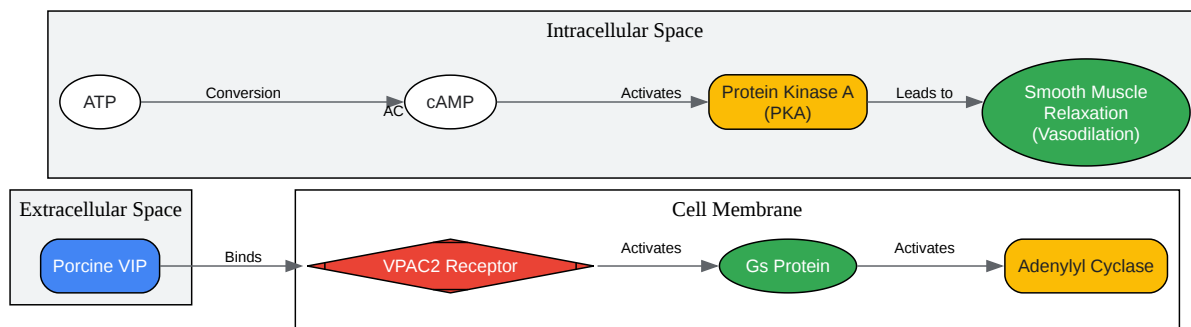 Intracellular Space
ATP
Conversion
AC
cAMP
Activates
Protein Kinase A
(PKA)
Leads to
Smooth Muscle
Relaxation
(Vasodilation)
Extracellular Space
Porcine VIP
Binds
Cell Membrane
VPAC2 Receptor
Activates
Gs Protein
Activates
Adenylyl Cyclase